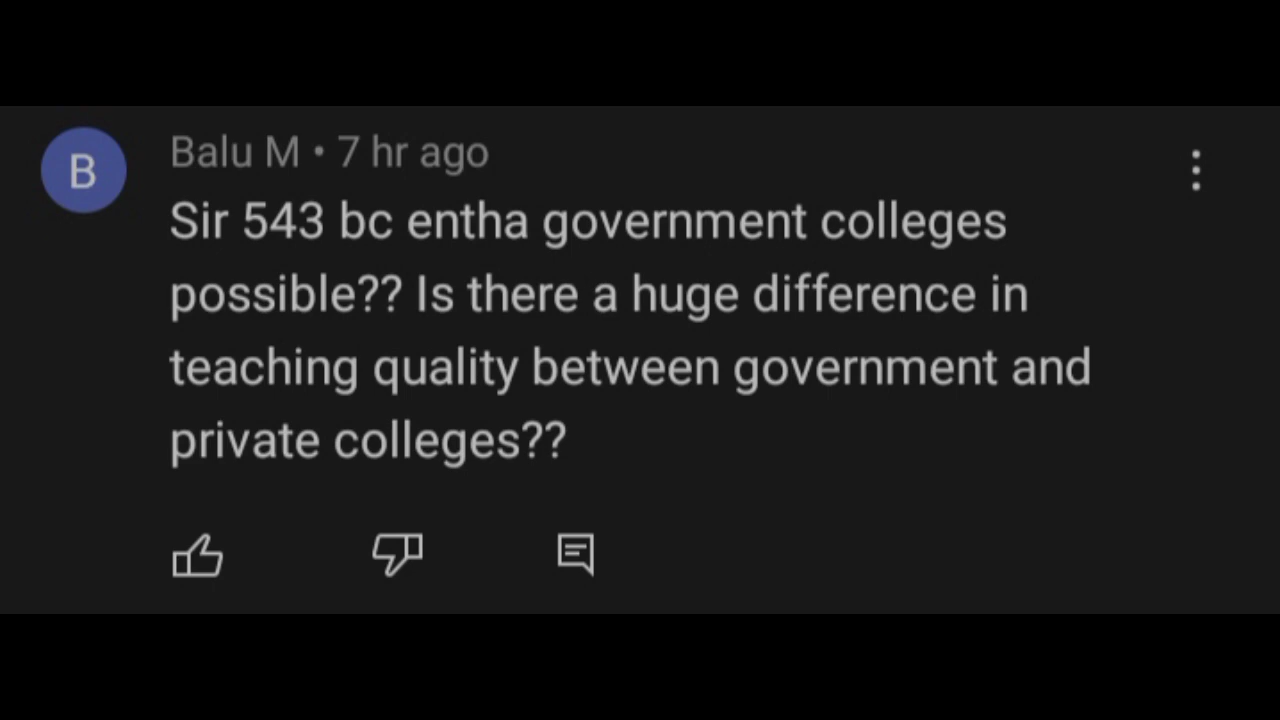 B
Balu M • 7 hr ago
Sir 543 bc entha government colleges
possible?? Is there a huge difference in
teaching quality between government and
private colleges??